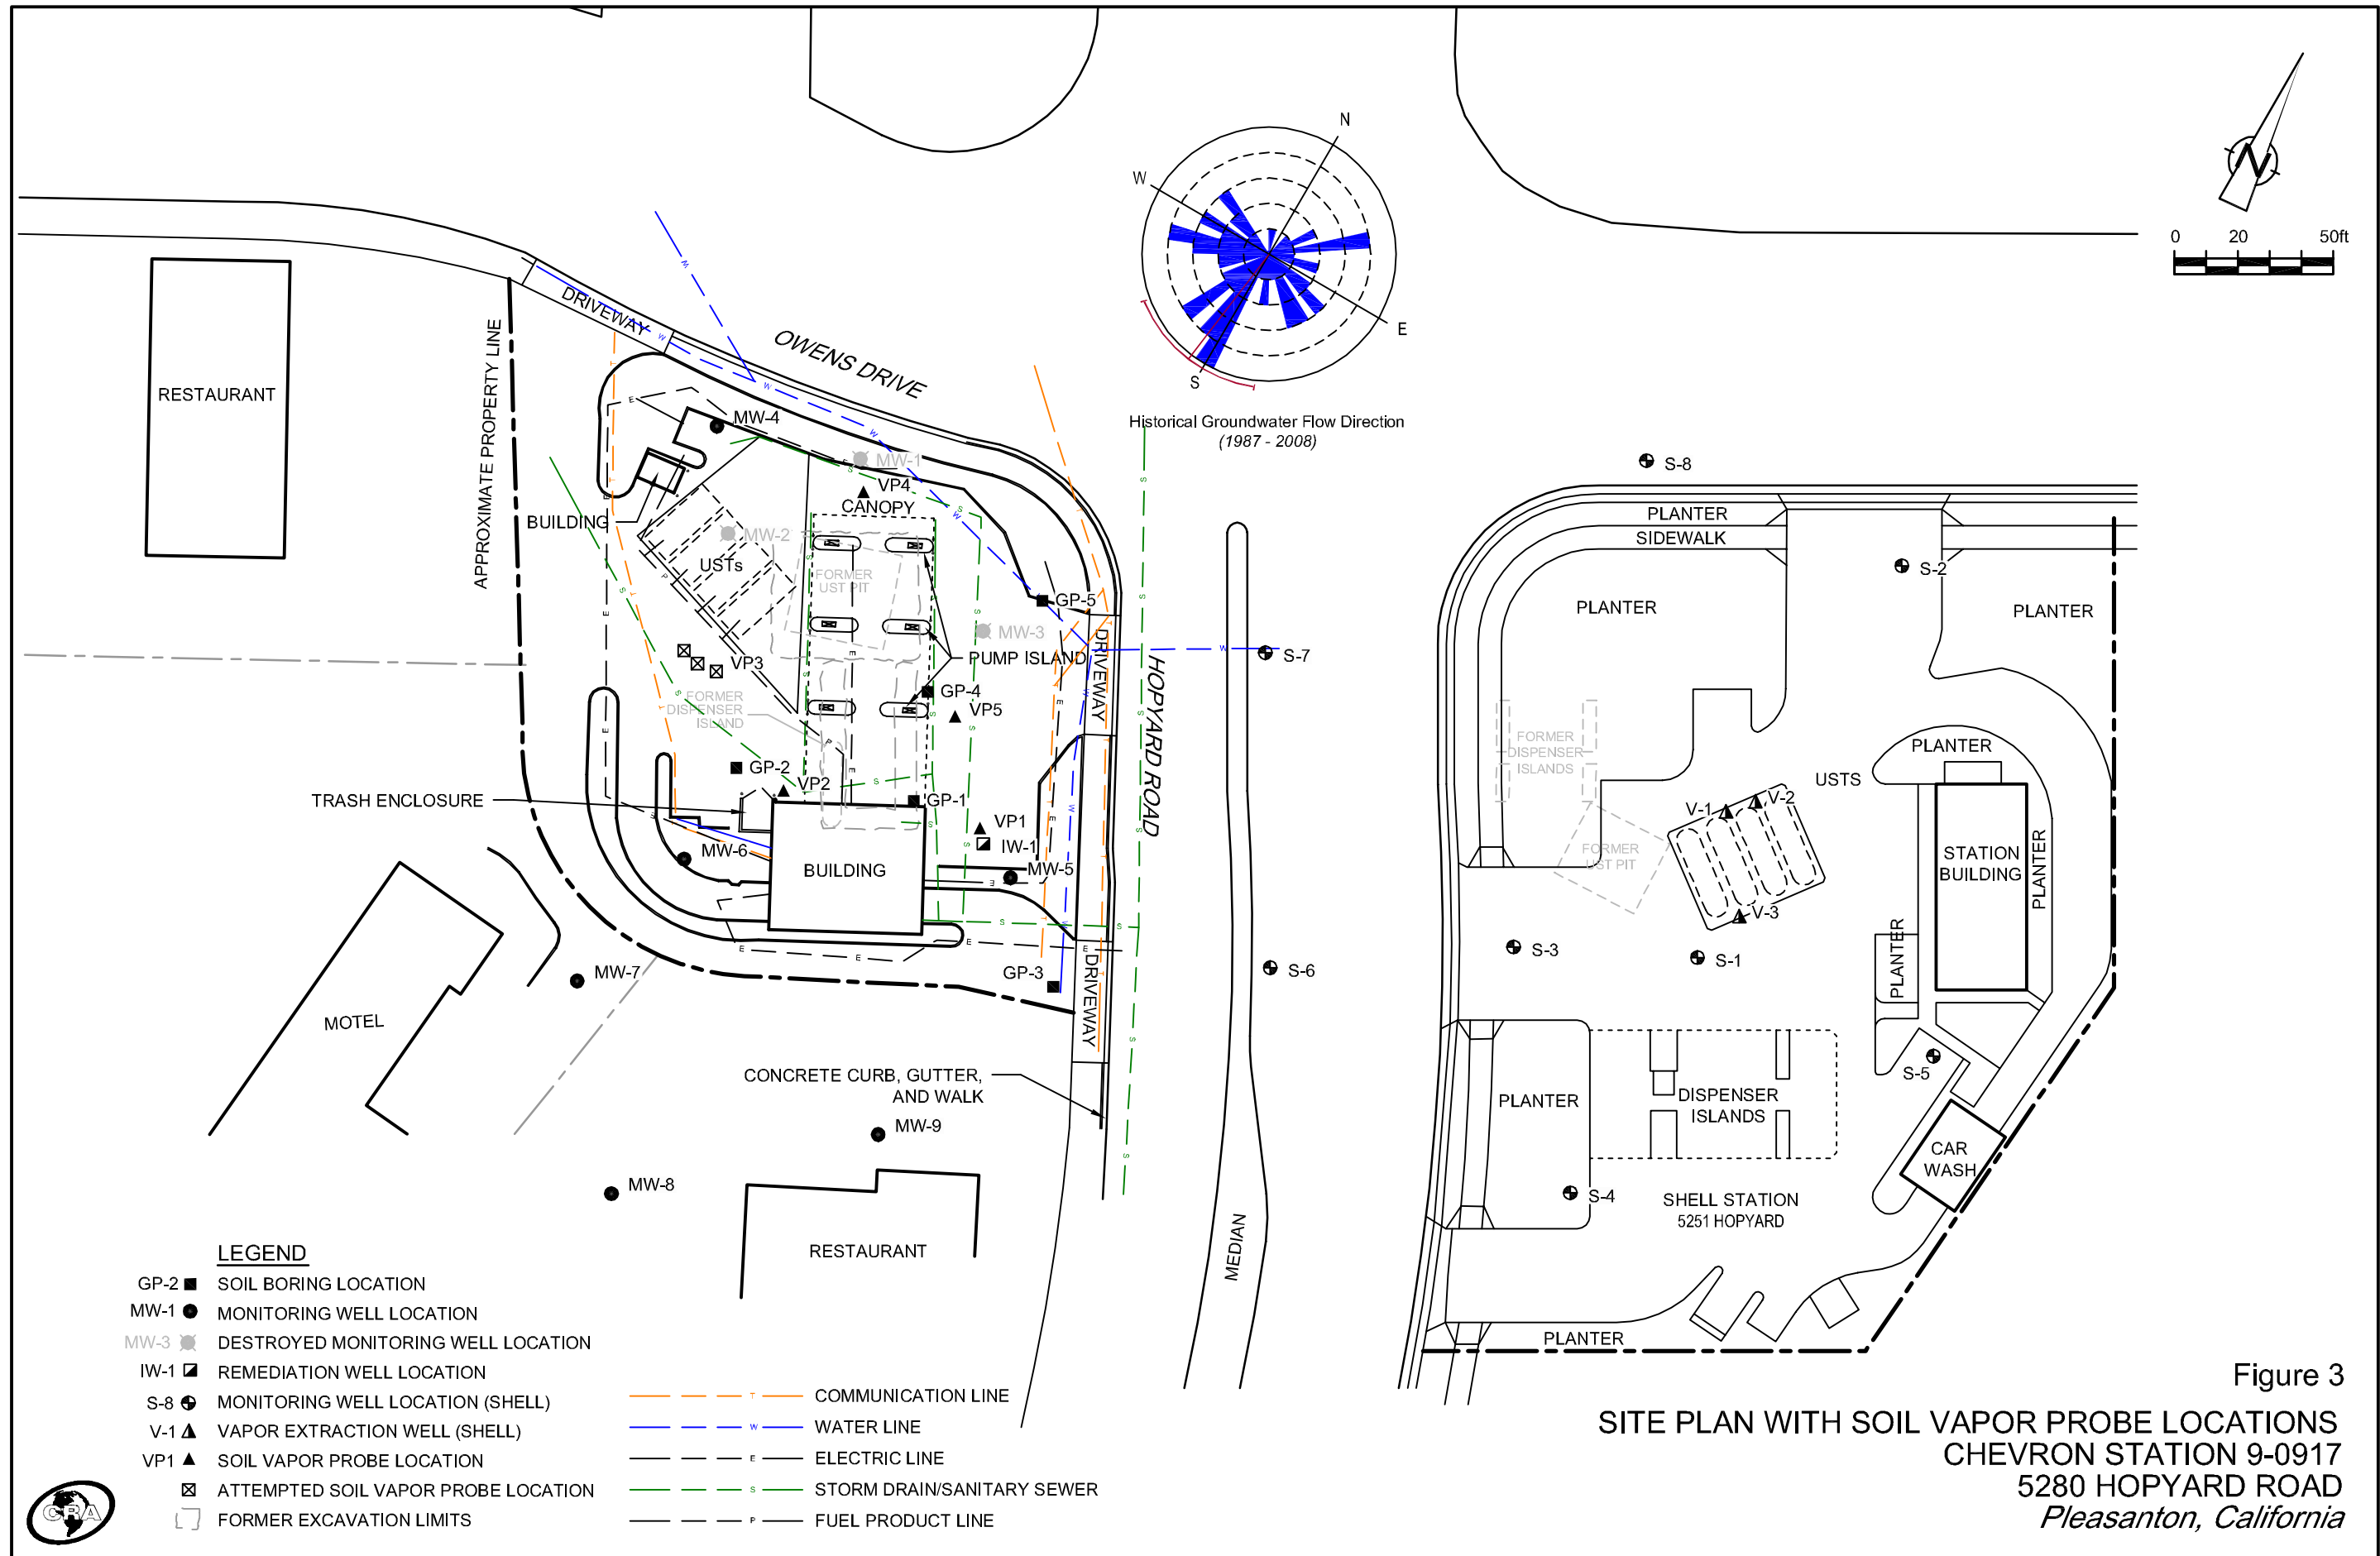 N
W
E
S
Historical Groundwater Flow Direction
(1987 - 2008)
N
0 20 50ft
RESTAURANT
APPROXIMATE PROPERTY LINE
DRIVEWAY
OWENS DRIVE
MW-4
MW-1
VP4
CANOPY
BUILDING
MW-2
USTs
FORMER
UST PIT
GP-5
MW-3
PUMP ISLAND
VP3
FORMER
DISPENSER
ISLAND
GP-4
VP5
DRIVEWAY
HOPYARD ROAD
GP-2
VP2
TRASH ENCLOSURE
GP-1
VP1
IW-1
MW-6
BUILDING
MW-5
MW-7
GP-3
DRIVEWAY
MOTEL
CONCRETE CURB, GUTTER,
AND WALK
MW-9
MW-8
RESTAURANT
MEDIAN
S-7
S-6
S-8
PLANTER
SIDEWALK
S-2
PLANTER
PLANTER
FORMER
DISPENSER
ISLANDS
PLANTER
USTS
V-1
V-2
FORMER
UST PIT
STATION
BUILDING
PLANTER
V-3
S-3
S-1
PLANTER
S-5
PLANTER
DISPENSER
ISLANDS
CAR
WASH
S-4
SHELL STATION
5251 HOPYARD
PLANTER
LEGEND
GP-2 SOIL BORING LOCATION
MW-1 MONITORING WELL LOCATION
MW-3 DESTROYED MONITORING WELL LOCATION
IW-1 REMEDIATION WELL LOCATION
S-8 MONITORING WELL LOCATION (SHELL)
V-1 VAPOR EXTRACTION WELL (SHELL)
VP1 SOIL VAPOR PROBE LOCATION
ATTEMPTED SOIL VAPOR PROBE LOCATION
FORMER EXCAVATION LIMITS
T COMMUNICATION LINE
W WATER LINE
E ELECTRIC LINE
S STORM DRAIN/SANITARY SEWER
P FUEL PRODUCT LINE
CRA
Figure 3
SITE PLAN WITH SOIL VAPOR PROBE LOCATIONS
CHEVRON STATION 9-0917
5280 HOPYARD ROAD
Pleasanton, California